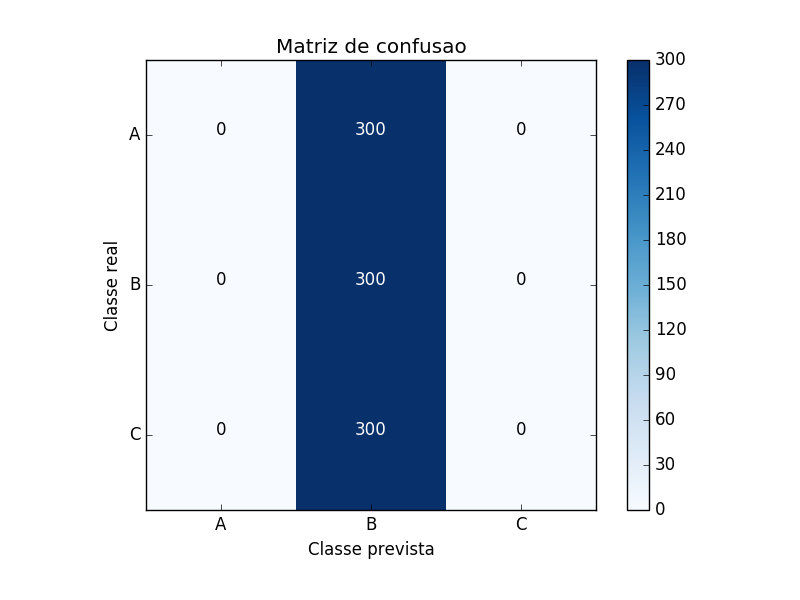 Matriz de confusao
Classe real
A 0 300 0
B 0 300 0
C 0 300 0
A B C
Classe prevista
300
270
240
210
180
150
120
90
60
30
0